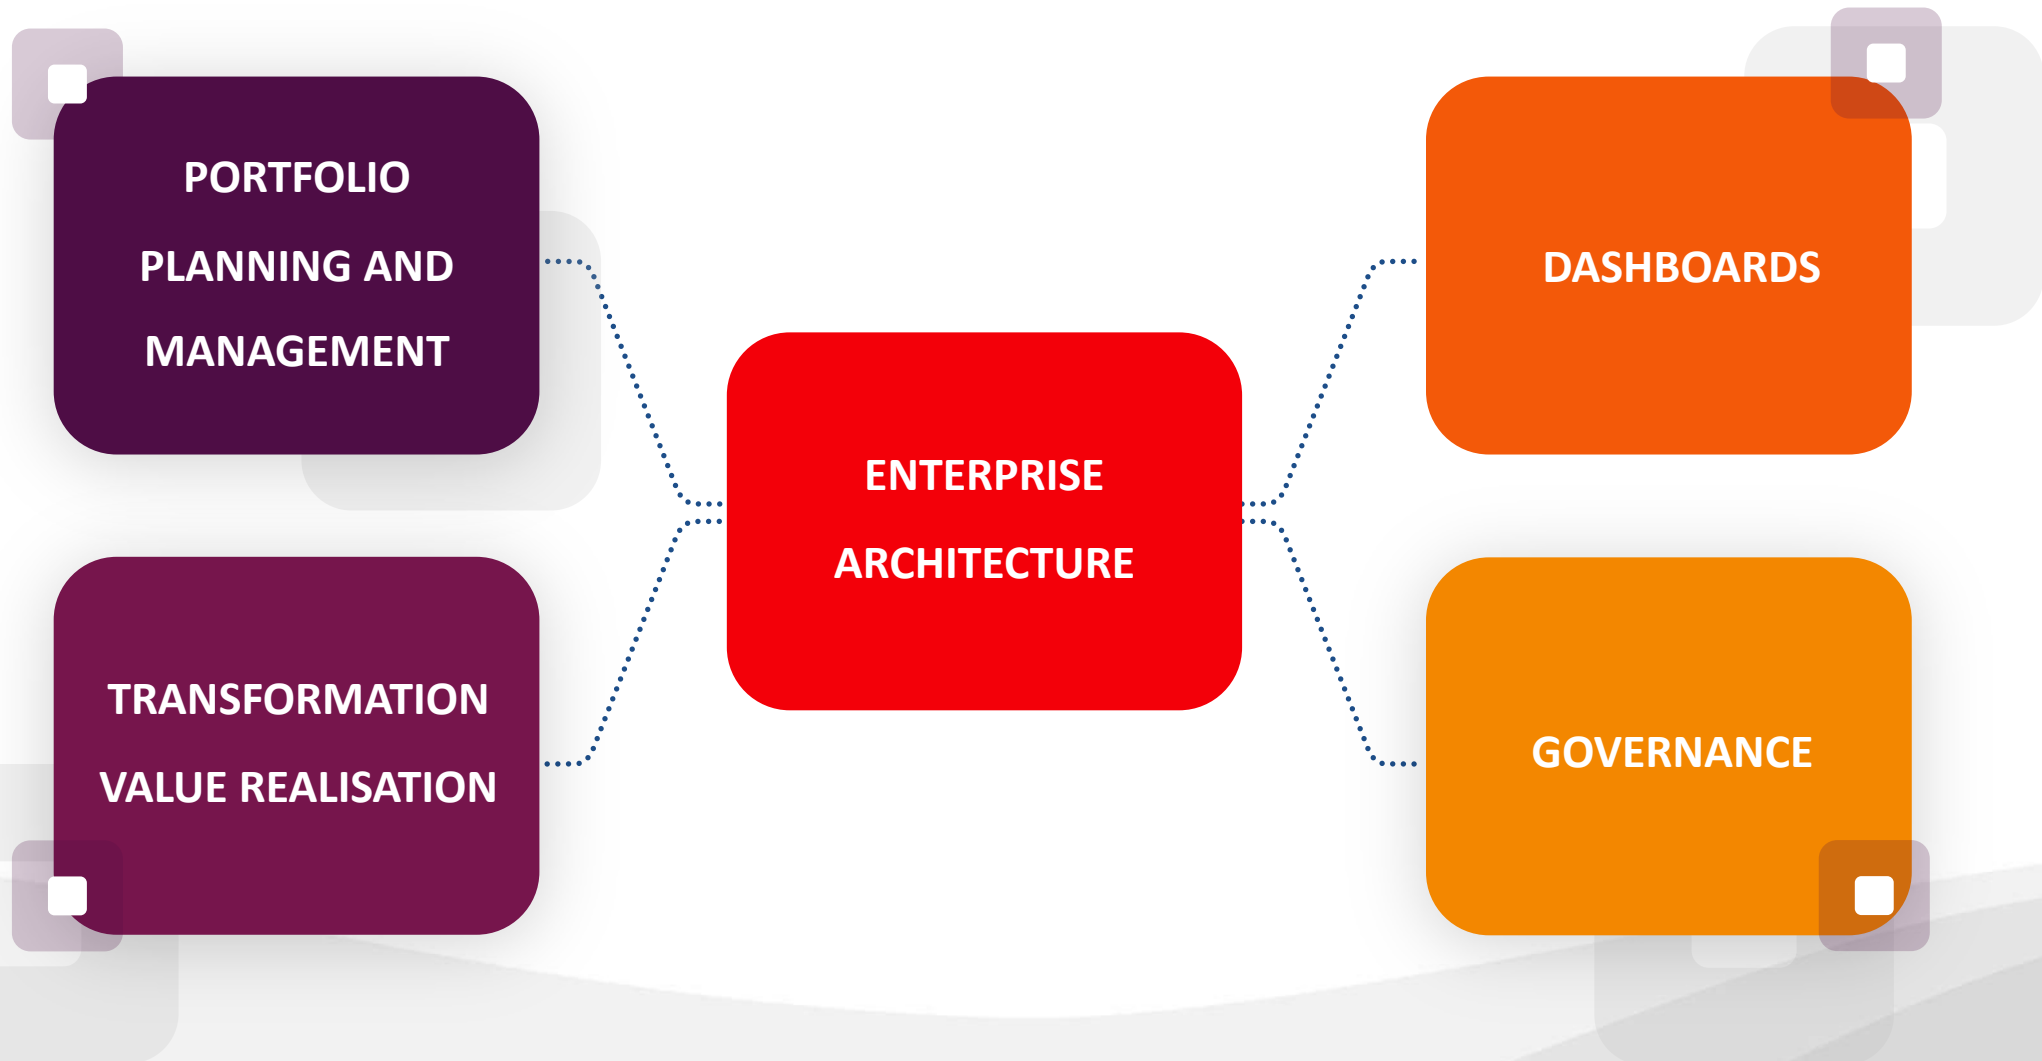 PORTFOLIO
PLANNING AND
MANAGEMENT
TRANSFORMATION
VALUE REALISATION
ENTERPRISE
ARCHITECTURE
DASHBOARDS
GOVERNANCE